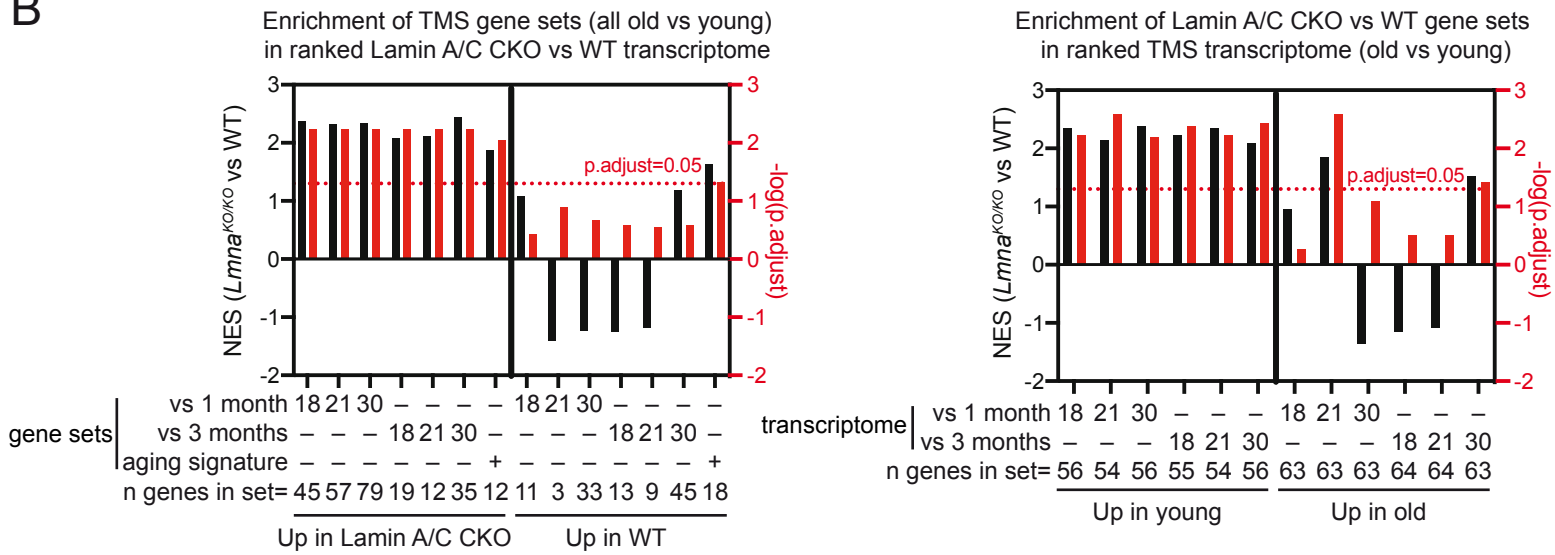 B
Enrichment of TMS gene sets (all old vs young)
in ranked Lamin A/C CKO vs WT transcriptome
3
2
1
0
-1
-2
NES (Lmna^KO/KO vs WT)
p.adjust=0.05
3
2
1
0
-1
-2
-log(p.adjust)
gene sets
vs 1 month 18 21 30 – – – – 18 21 30 – – – –
vs 3 months – – – 18 21 30 – – – – 18 21 30 –
aging signature – – – – – – + – – – – – – +
n genes in set= 45 57 79 19 12 35 12 11 3 33 13 9 45 18
Up in Lamin A/C CKO Up in WT
Enrichment of Lamin A/C CKO vs WT gene sets
in ranked TMS transcriptome (old vs young)
3
2
1
0
-1
-2
NES (Lmna^KO/KO vs WT)
p.adjust=0.05
3
2
1
0
-1
-2
-log(p.adjust)
transcriptome
vs 1 month 18 21 30 – – – 18 21 30 – – –
vs 3 months – – – 18 21 30 – – – 18 21 30
n genes in set= 56 54 56 55 54 56 63 63 63 64 64 63
Up in young Up in old